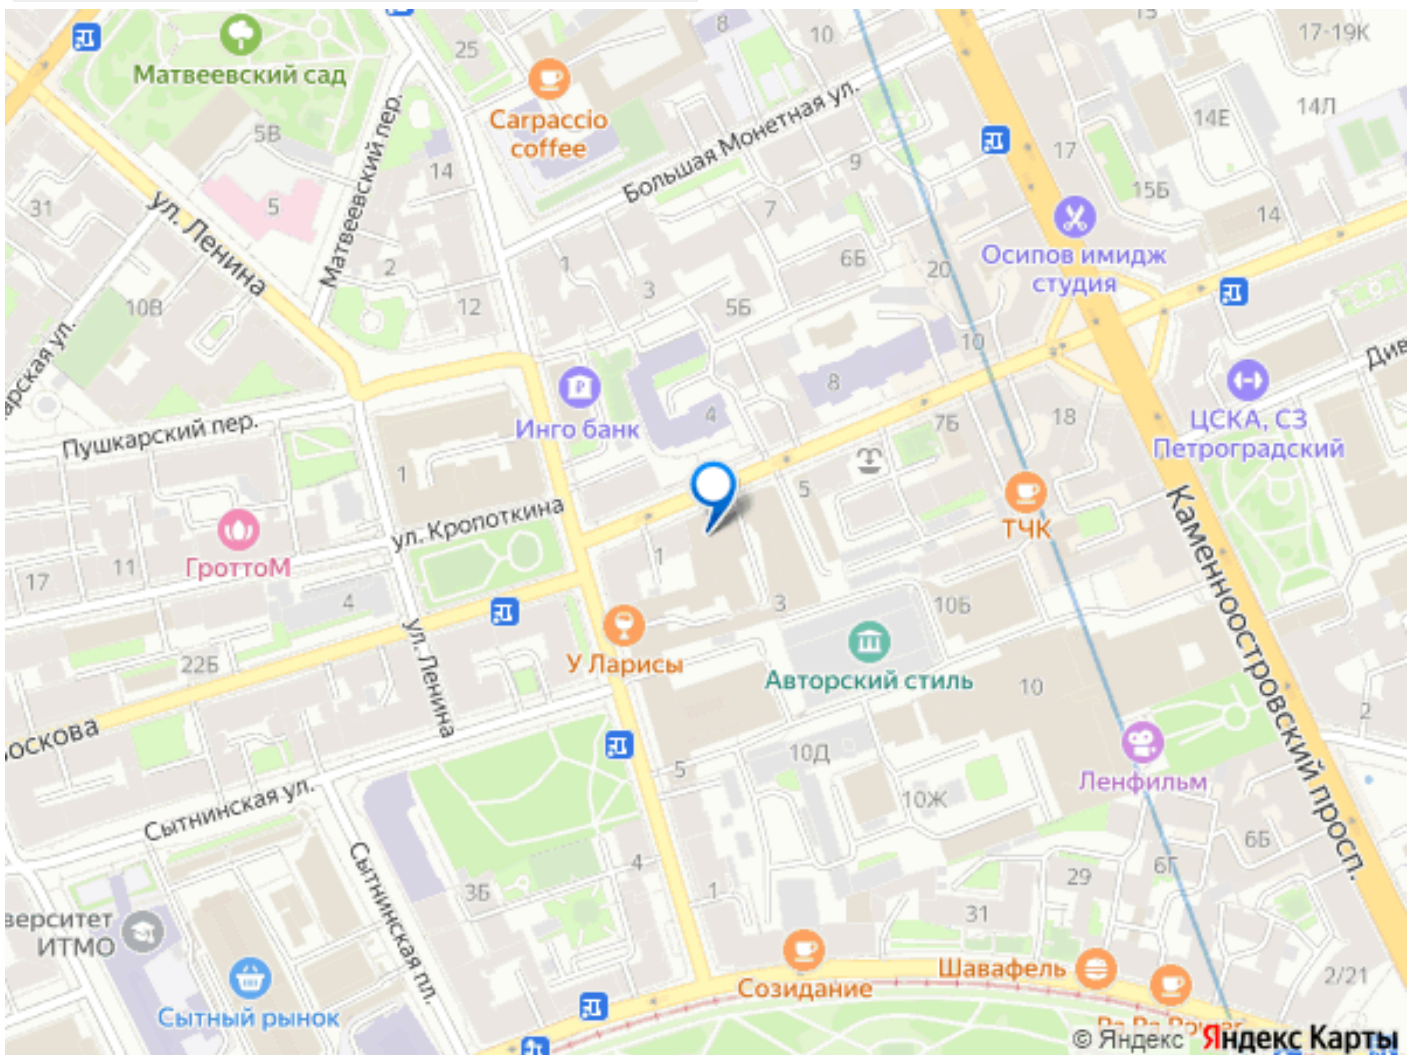 8
10
15
17-19К
25
Матвеевский сад
Carpaccio
coffee
Большая Монетная ул.
14Л
14Е
5В
Матвеевский пер.
14
9
17
15Б
31
5
ул. Ленина
7
14
Осипов имидж
студия
2
1
6Б
20
10В
12
3
5Б
10
Див
8
Пушкарский пер.
Инго банк
4
7Б
18
ЦСКА, СЗ
Петроградский
1
5
ул. Кропоткина
ТЧК
Каменноостровский просп.
ГроттоМ
17
11
1
4
3
10Б
22Б
ул. Ленина
У Ларисы
Авторский стиль
10
2
5
10Д
Ленфильм
Сытнинская ул.
10Ж
6Б
Сытнинская пл.
4
6Г
3Б
1
29
31
ИТМО
Шавафель
2/21
Созидание
Сытный рынок
© Яндекс Яндекс Карты